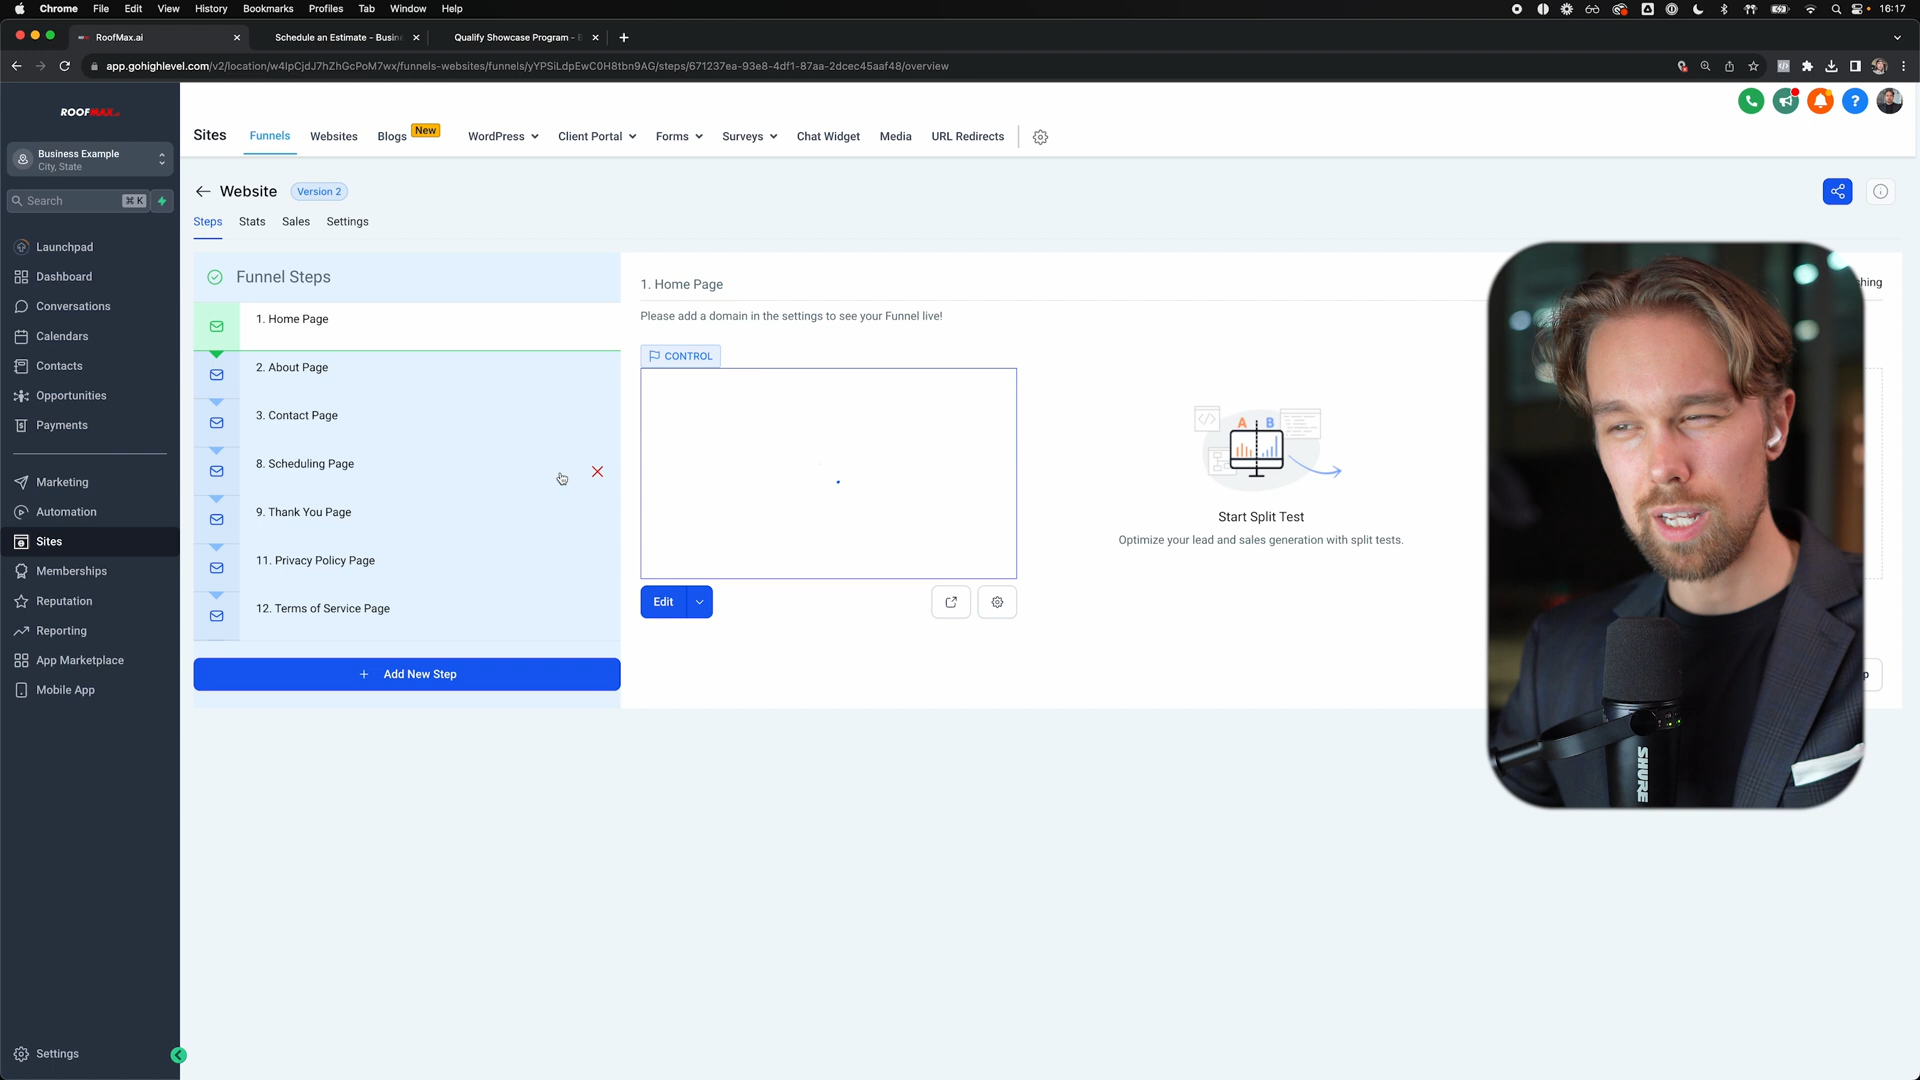 Chrome File Edit View History Bookmarks Profiles Tab Window Help 16:17
RoofMax.ai
Schedule an Estimate - Busin
Qualify Showcase Program -
app.gohighlevel.com/v2/location/w4IpCjdJ7hZhGcPoM7wx/funnels-websites/funnels/yYPSiLdpEwC0H8tbn9AG/steps/671237ea-93e8-4df1-87aa-2dcec45aaf48/overview
ROOFMAX
Business Example
City, State
Search ⌘ K
Launchpad
Dashboard
Conversations
Calendars
Contacts
Opportunities
Payments
Marketing
Automation
Sites
Memberships
Reputation
Reporting
App Marketplace
Mobile App
Settings
Sites Funnels Websites Blogs New WordPress Client Portal Forms Surveys Chat Widget Media URL Redirects
Website Version 2
Steps Stats Sales Settings
Funnel Steps
1. Home Page
2. About Page
3. Contact Page
8. Scheduling Page
9. Thank You Page
11. Privacy Policy Page
12. Terms of Service Page
+ Add New Step
1. Home Page
hing
Please add a domain in the settings to see your Funnel live!
CONTROL
Edit
A B
Start Split Test
Optimize your lead and sales generation with split tests.
p
SHURE